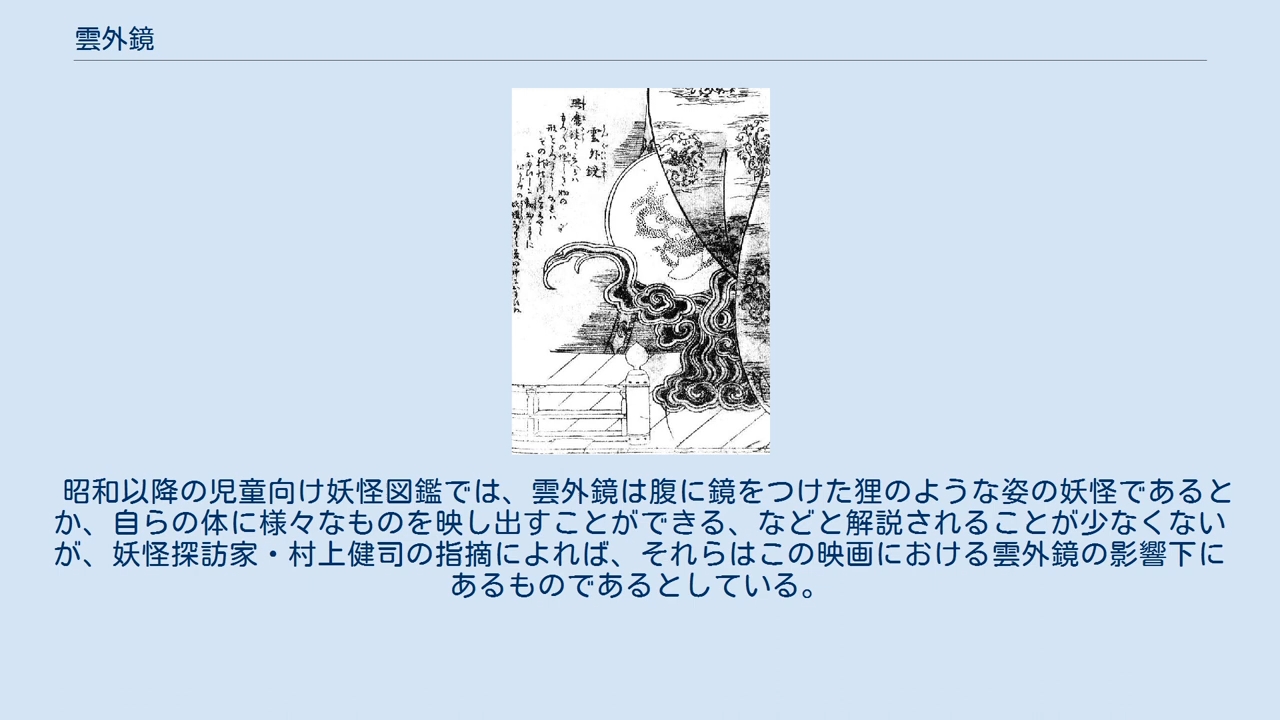 雲外鏡
雲外鏡
昭和以降の児童向け妖怪図鑑では、雲外鏡は腹に鏡をつけた狸のような姿の妖怪であると
か、自らの体に様々なものを映し出すことができる、などと解説されることが少なくない
が、妖怪探訪家・村上健司の指摘によれば、それらはこの映画における雲外鏡の影響下に
あるものであるとしている。